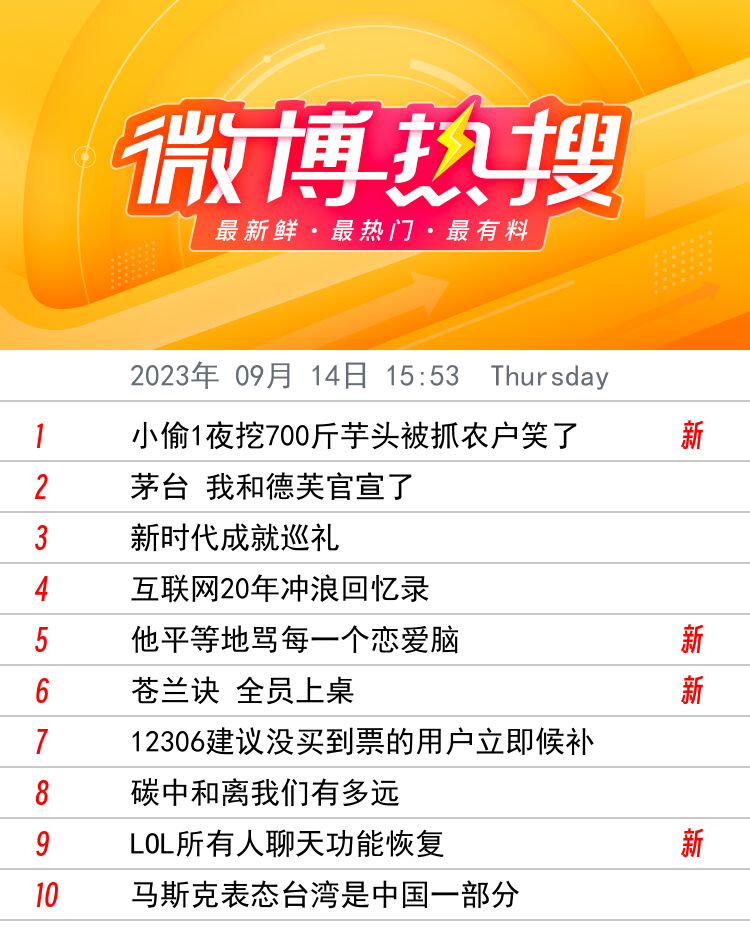 微博热搜
最新鲜·最热门·最有料
2023年 09月 14日 15:53 Thursday
1 小偷1夜挖700斤芋头被抓农户笑了 新
2 茅台 我和德芙官宣了
3 新时代成就巡礼
4 互联网20年冲浪回忆录
5 他平等地骂每一个恋爱脑 新
6 苍兰诀 全员上桌 新
7 12306建议没买到票的用户立即候补
8 碳中和离我们有多远
9 LOL所有人聊天功能恢复 新
10 马斯克表态台湾是中国一部分